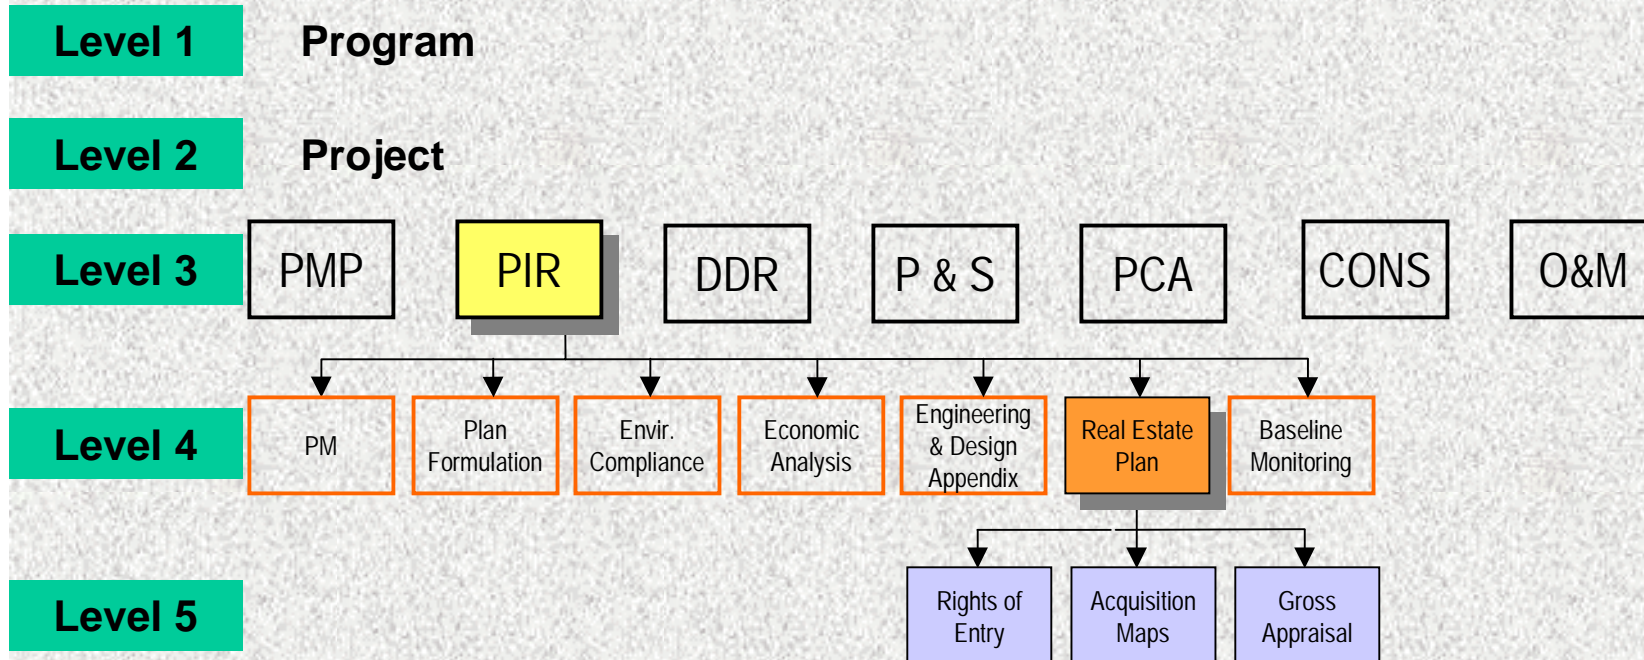 Level 1 Program
Level 2 Project
Level 3 PMP PIR DDR P & S PCA CONS O&M
Level 4
PM
Plan
Formulation
Envir.
Compliance
Economic
Analysis
Engineering
& Design
Appendix
Real Estate
Plan
Baseline
Monitoring
Level 5
Rights of
Entry
Acquisition
Maps
Gross
Appraisal